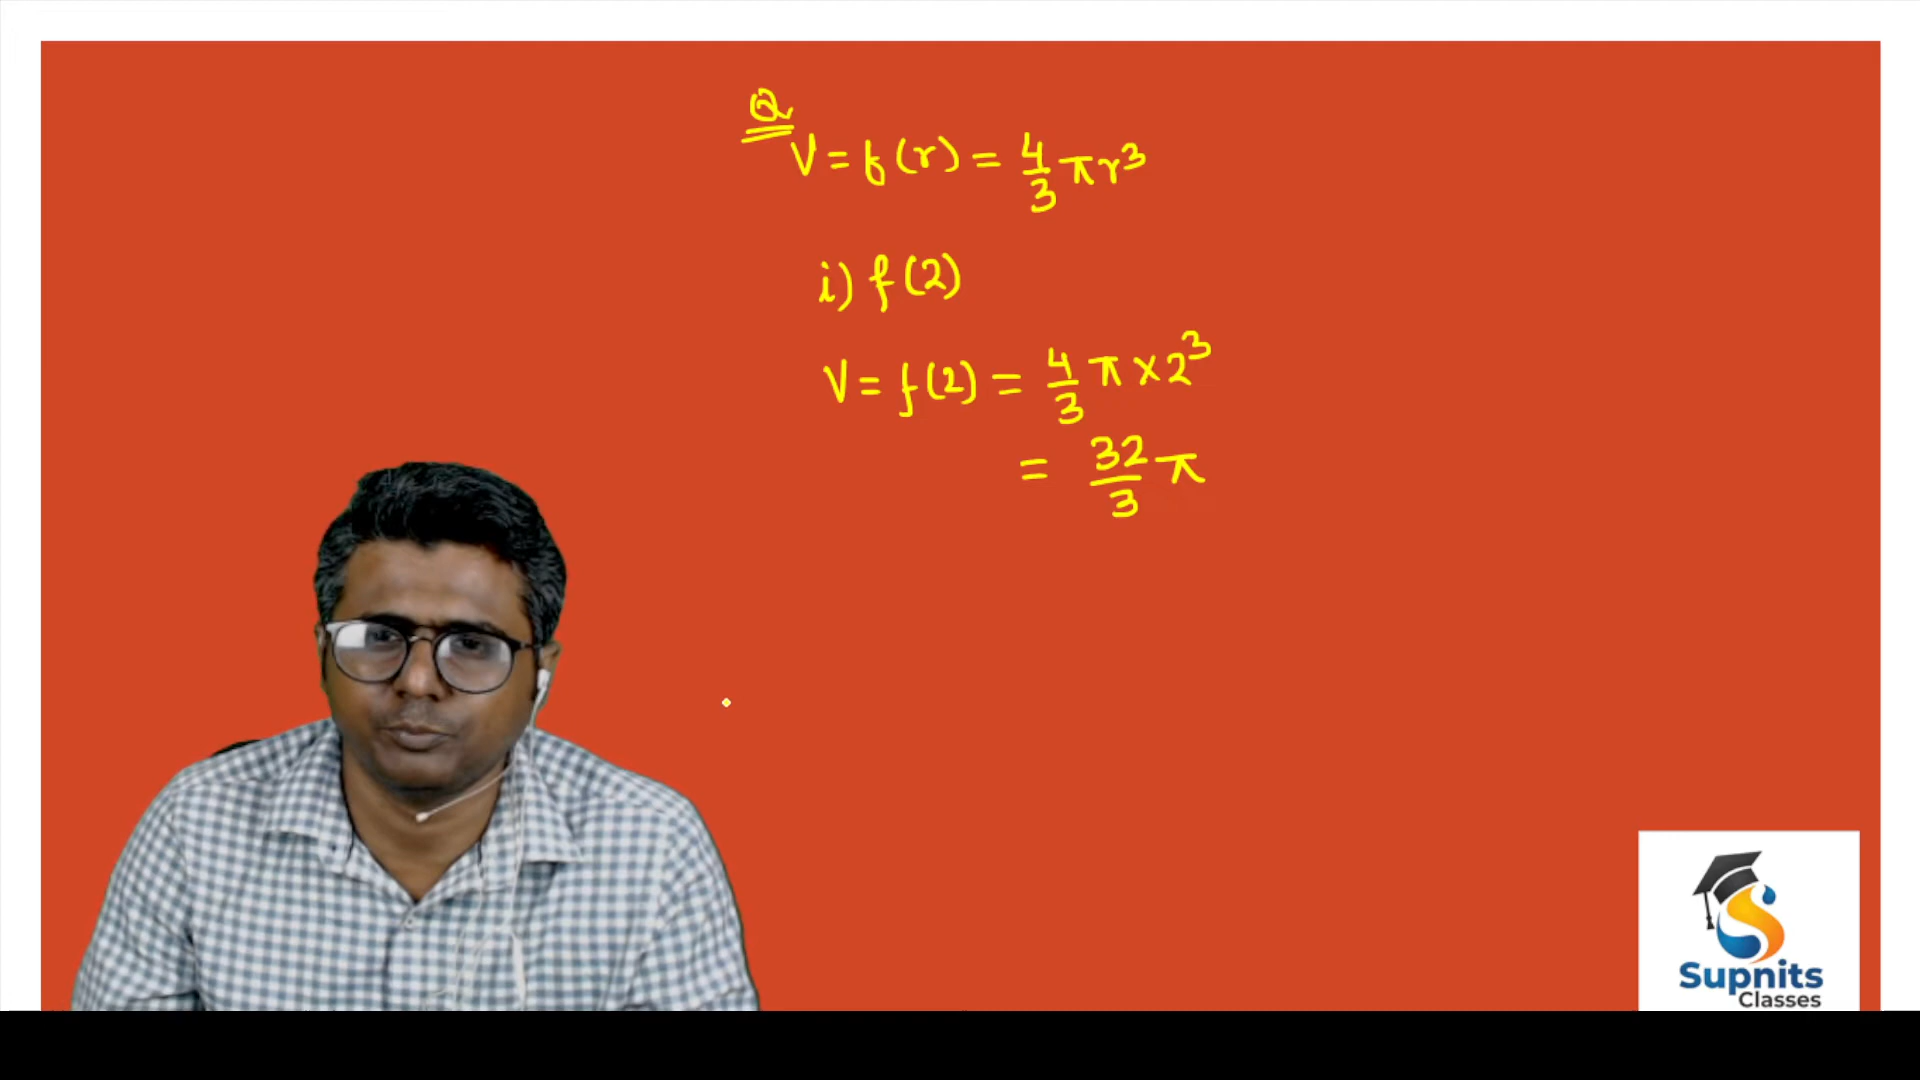 Q
V = f(r) = 4/3 πr³
i) f(2)
V = f(2) = 4/3 π × 2³
= 32/3 π
Supnits
Classes